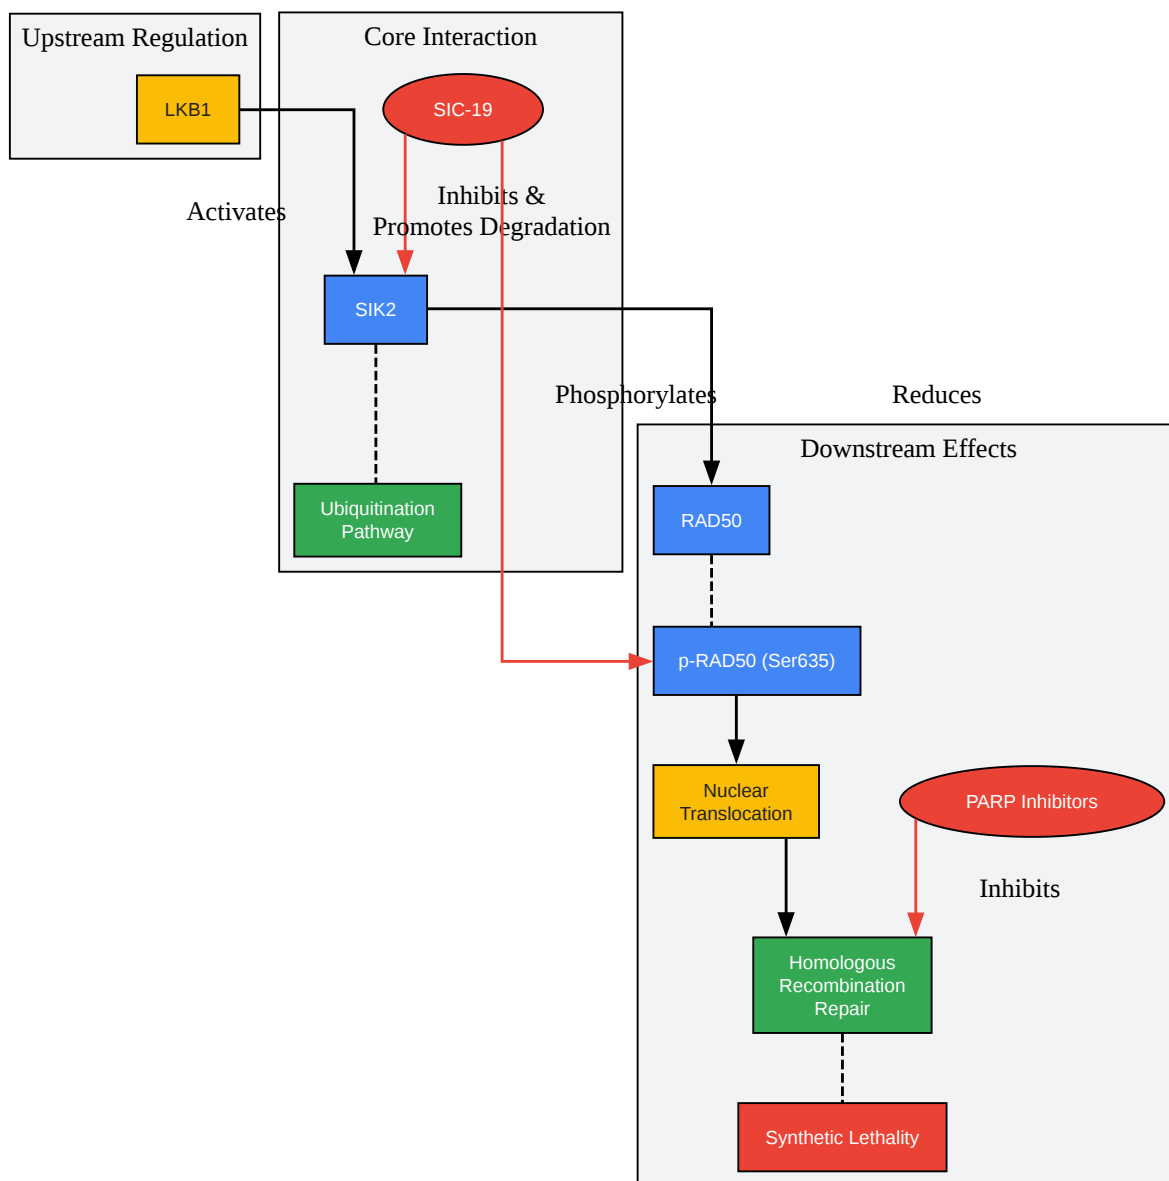 Upstream Regulation
Core Interaction
LKB1
SIC-19
Activates
Inhibits &
Promotes Degradation
SIK2
Phosphorylates
Reduces
Downstream Effects
Ubiquitination
Pathway
RAD50
p-RAD50 (Ser635)
Nuclear
Translocation
PARP Inhibitors
Inhibits
Homologous
Recombination
Repair
Synthetic Lethality